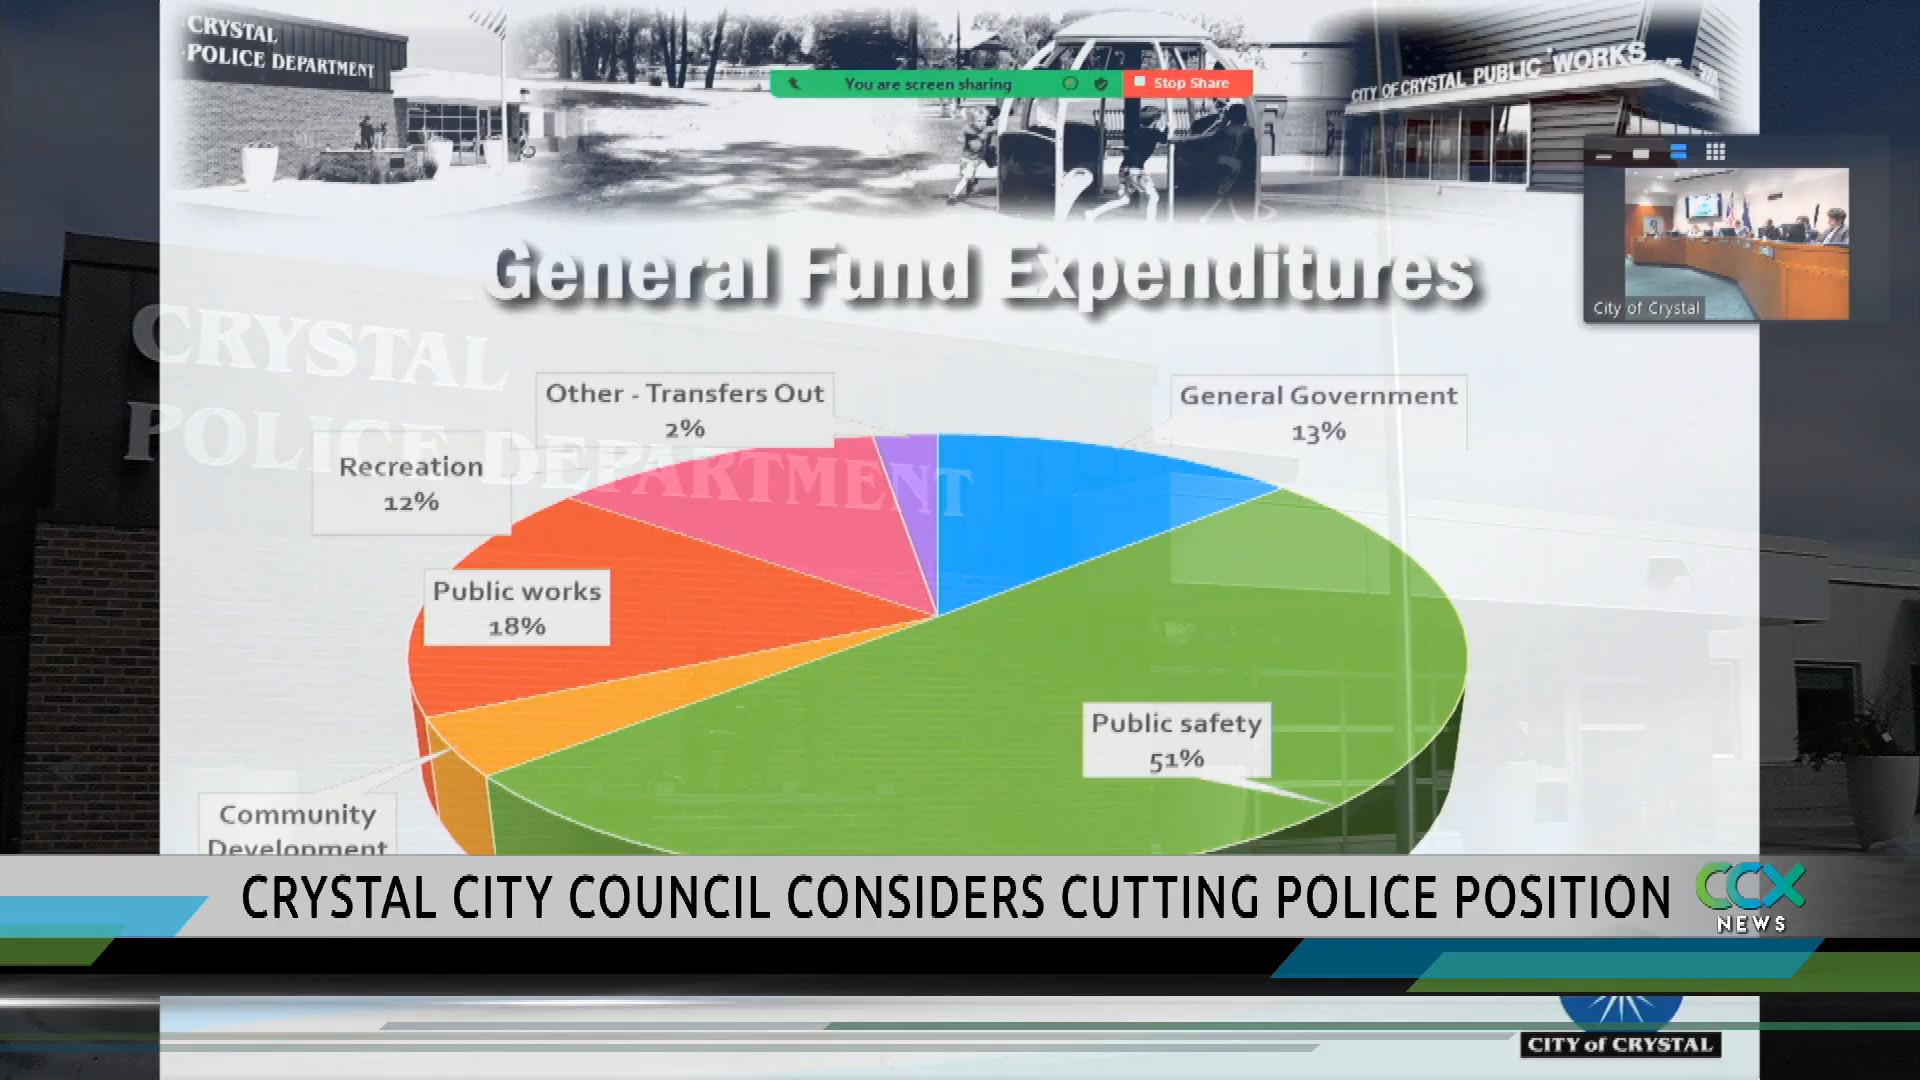 CRYSTAL
POLICE DEPARTMENT
CITY OF CRYSTAL PUBLIC WORKS
You are screen sharing
Stop Share
City of Crystal
General Fund Expenditures
CRYSTAL
POLICE DEPARTMENT
Other - Transfers Out
2%
General Government
13%
Recreation
12%
Public works
18%
Public safety
51%
Community
Development
CRYSTAL CITY COUNCIL CONSIDERS CUTTING POLICE POSITION
CCX
NEWS
CITY of CRYSTAL